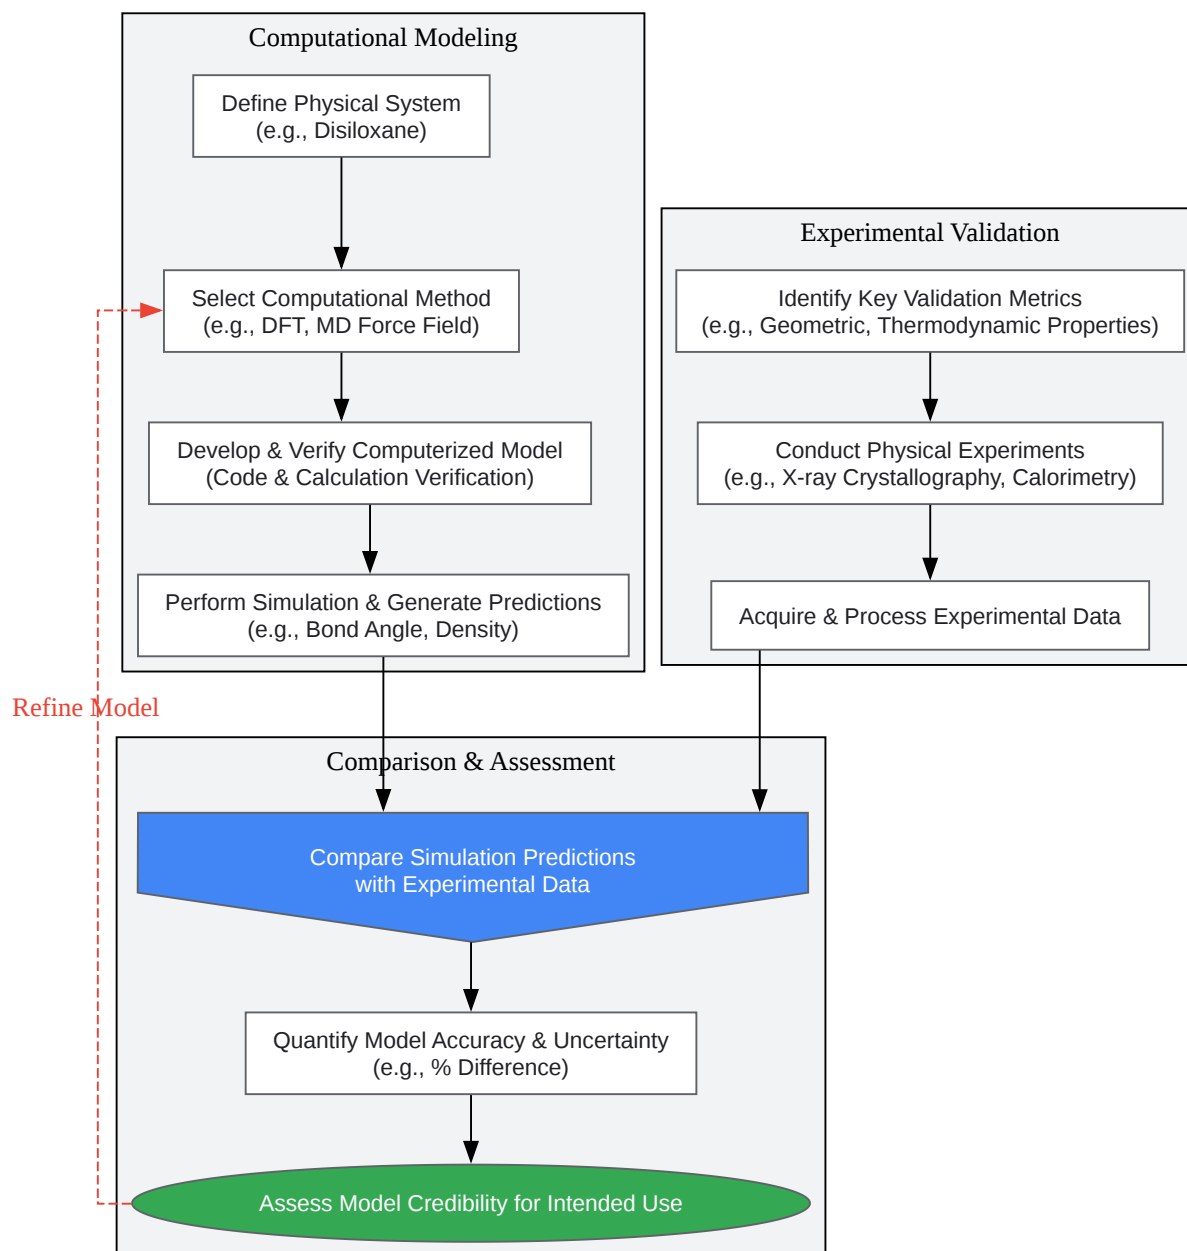 Computational Modeling
Define Physical System
(e.g., Disiloxane)
Select Computational Method
(e.g., DFT, MD Force Field)
Develop & Verify Computerized Model
(Code & Calculation Verification)
Perform Simulation & Generate Predictions
(e.g., Bond Angle, Density)
Experimental Validation
Identify Key Validation Metrics
(e.g., Geometric, Thermodynamic Properties)
Conduct Physical Experiments
(e.g., X-ray Crystallography, Calorimetry)
Acquire & Process Experimental Data
Refine Model
Comparison & Assessment
Compare Simulation Predictions
with Experimental Data
Quantify Model Accuracy & Uncertainty
(e.g., % Difference)
Assess Model Credibility for Intended Use